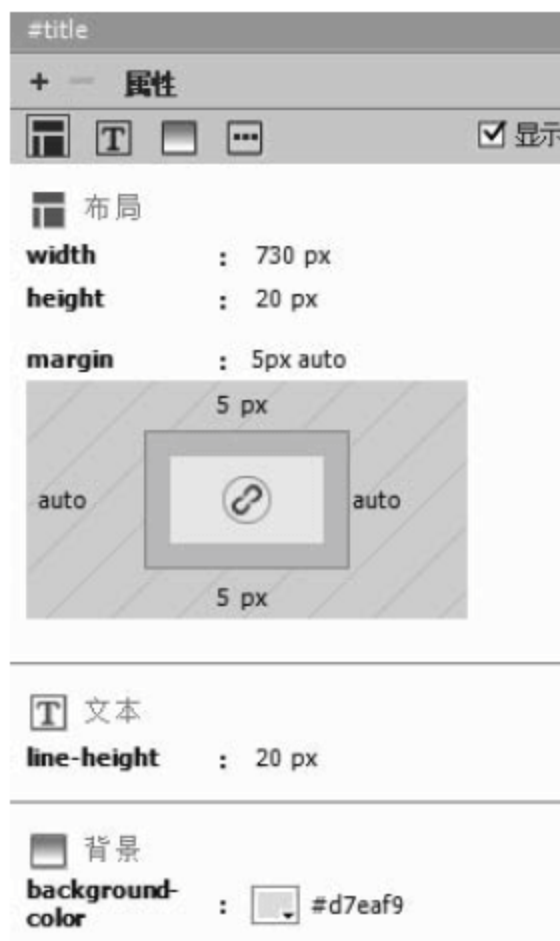 #title
+ − 属性
T ✓ 显示
布局
width : 730 px
height : 20 px
margin : 5px auto
5 px
auto auto
5 px
T 文本
line-height : 20 px
背景
background-
color : #d7eaf9